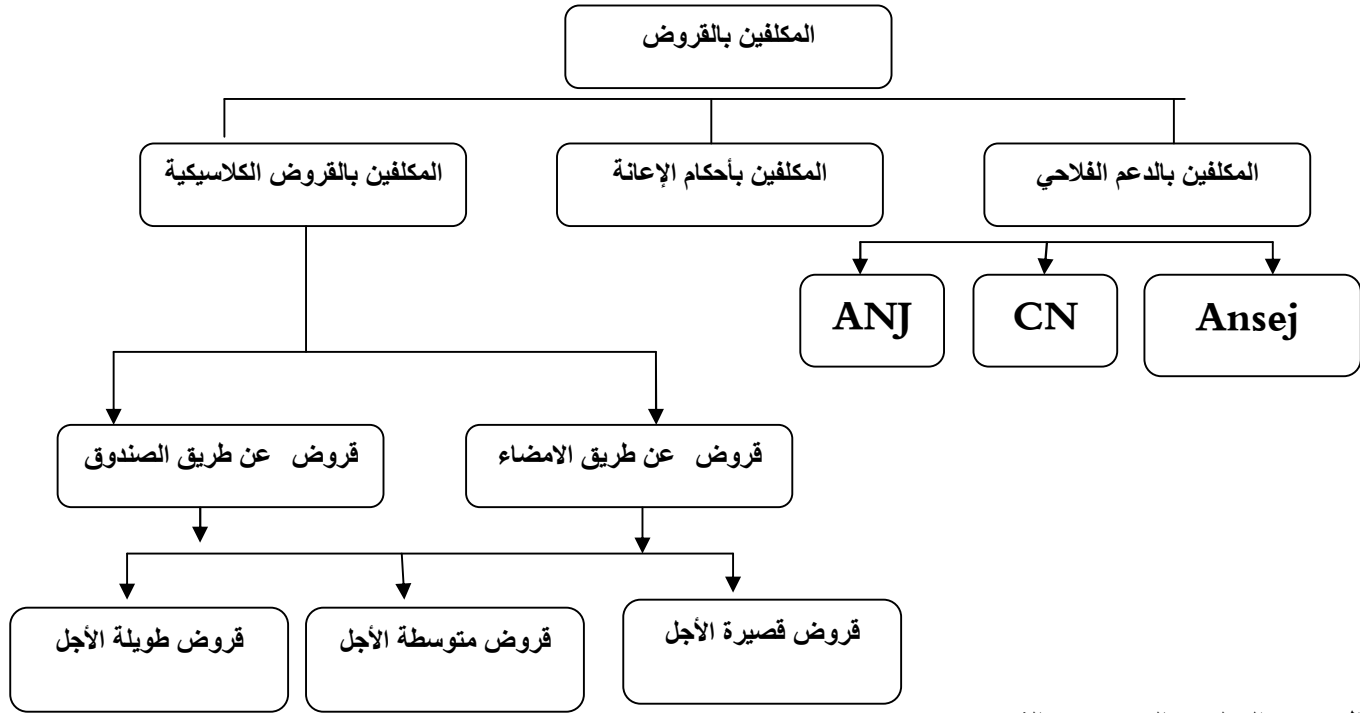 المكلفين بالقروض
المكلفين بالدعم الفلاحي
المكلفين بأحكام الإعانة
المكلفين بالقروض الكلاسيكية
Ansej
CN
ANJ
قروض عن طريق الامضاء
قروض عن طريق الصندوق
قروض قصيرة الأجل
قروض متوسطة الأجل
قروض طويلة الأجل